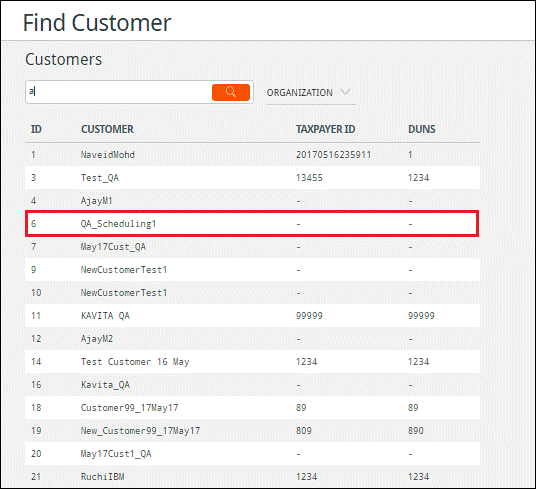 Find Customer
Customers
a ORGANIZATION
ID CUSTOMER TAXPAYER ID DUNS
1 NaveidMohd 20170516235911 1
3 Test_QA 13455 1234
4 AjayM1 - -
6 QA_Scheduling1 - -
7 May17Cust_QA - -
9 NewCustomerTest1 - -
10 NewCustomerTest1 - -
11 KAVITA QA 99999 99999
12 AjayM2 - -
14 Test Customer 16 May 1234 1234
16 Kavita_QA - -
18 Customer99_17May17 89 89
19 New_Customer99_17May17 809 890
20 May17Cust1_QA - -
21 RuchiIBM 1234 1234